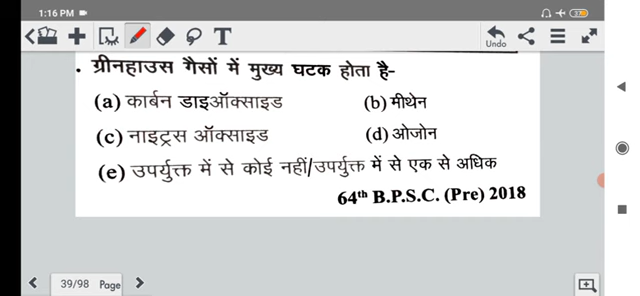 1:16 PM
33
T
Undo
. ग्रीनहाउस गैसों में मुख्य घटक होता है-
(a) कार्बन डाइऑक्साइड (b) मीथेन
(c) नाइट्रस ऑक्साइड (d) ओजोन
(e) उपर्युक्त में से कोई नहीं/उपर्युक्त में से एक से अधिक
64th B.P.S.C. (Pre) 2018
39/98 Page